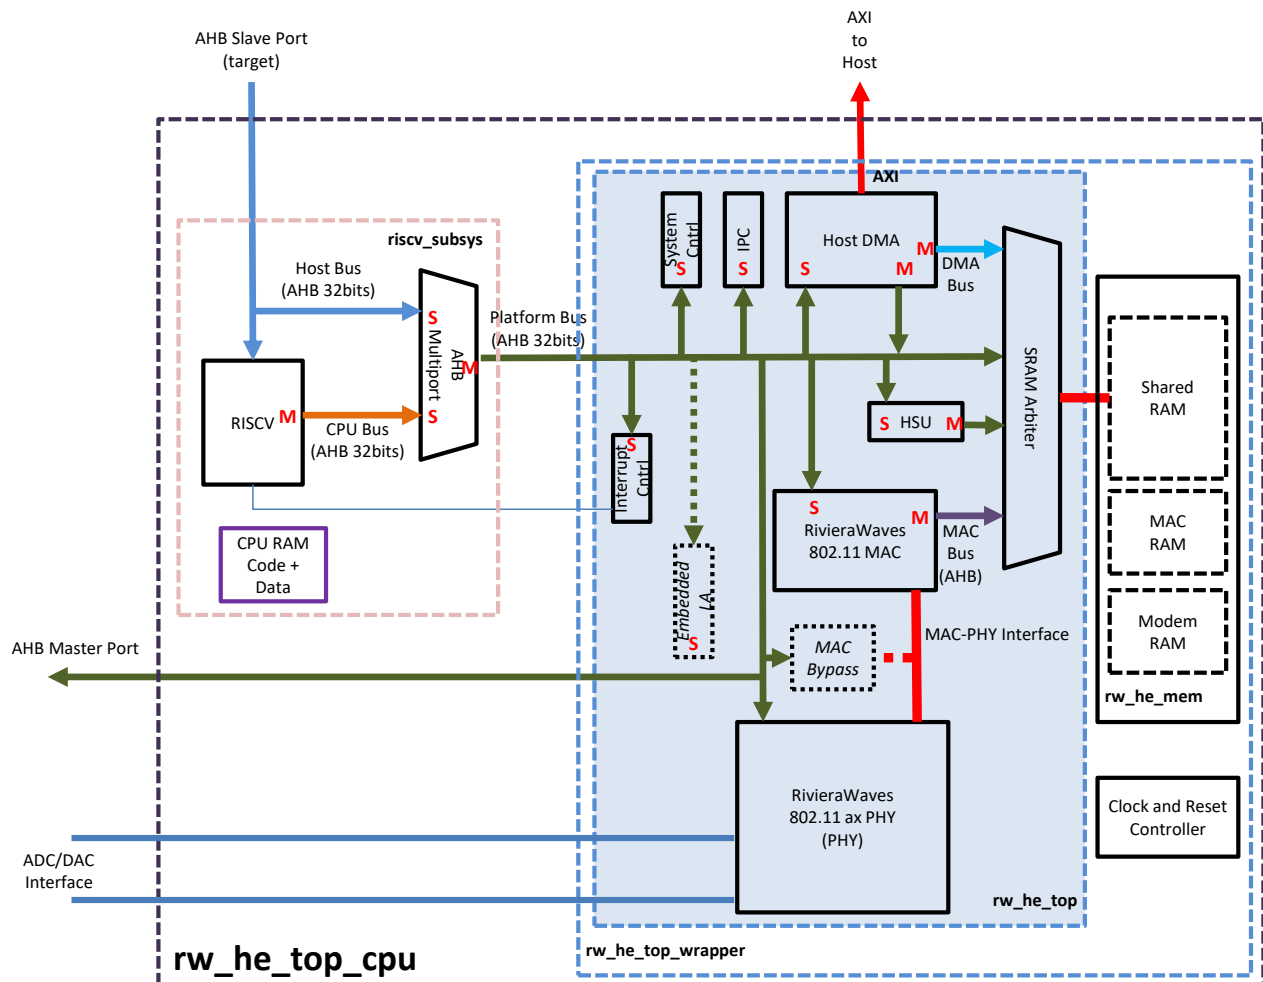 AHB Slave Port
(target)
AXI
to
Host
AXI
riscv_subsys
Host Bus
(AHB 32bits)
S
Multiport
AHB
M
S
RISCV
M
CPU Bus
(AHB 32bits)
CPU RAM
Code +
Data
Platform Bus
(AHB 32bits)
System
Cntrl
S
IPC
S
Host DMA
M
S
M
DMA
Bus
SRAM Arbiter
S
HSU
M
S
Interrupt
Cntrl
S
M
RivieraWaves
802.11 MAC
MAC
Bus
(AHB)
Embedded
LA
S
MAC
Bypass
MAC-PHY Interface
RivieraWaves
802.11 ax PHY
(PHY)
Shared
RAM
MAC
RAM
Modem
RAM
rw_he_mem
Clock and Reset
Controller
AHB Master Port
ADC/DAC
Interface
rw_he_top
rw_he_top_wrapper
rw_he_top_cpu